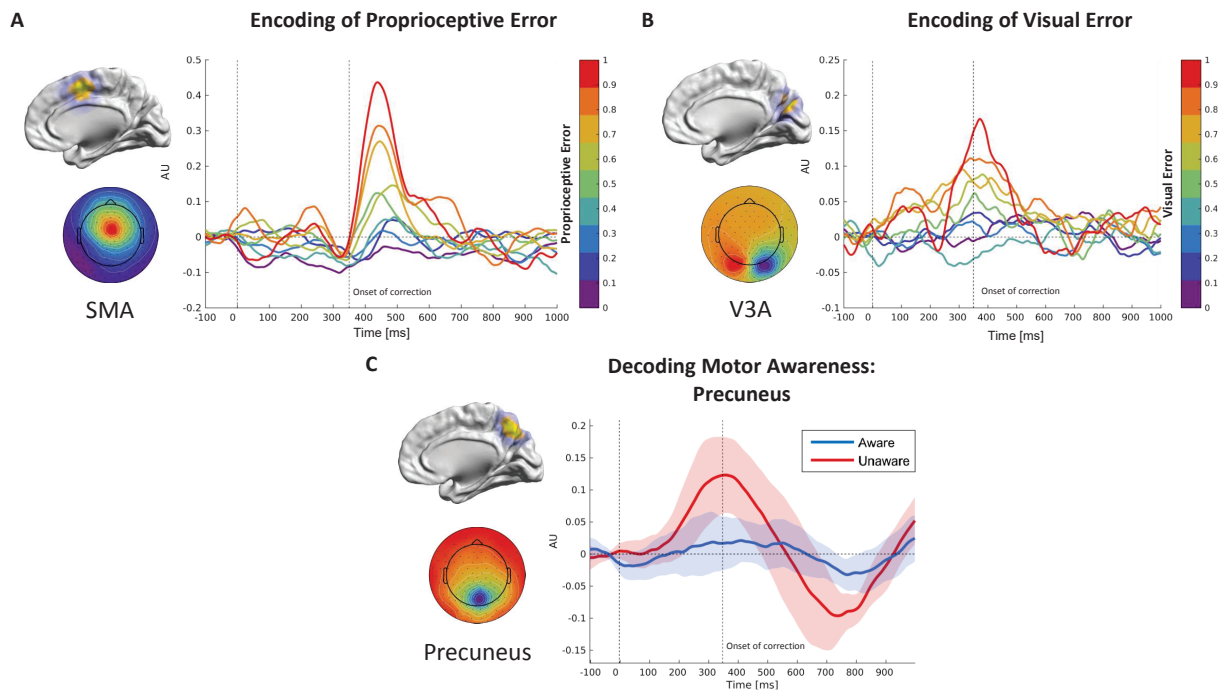 A
Encoding of Proprioceptive Error
0.5
0.4
0.3
0.2
0.1
0
-0.1
-0.2
AU
-100 0 100 200 300 400 500 600 700 800 900 1000
Time [ms]
Onset of correction
1
0.9
0.8
0.7
0.6
0.5
0.4
0.3
0.2
0.1
0
Proprioceptive Error
SMA
B
Encoding of Visual Error
0.25
0.2
0.15
0.1
0.05
0
-0.05
-0.1
AU
-100 0 100 200 300 400 500 600 700 800 900 1000
Time [ms]
Onset of correction
1
0.9
0.8
0.7
0.6
0.5
0.4
0.3
0.2
0.1
0
Visual Error
V3A
C
Decoding Motor Awareness:
Precuneus
0.2
0.15
0.1
0.05
0
-0.05
-0.1
-0.15
AU
Aware
Unaware
Onset of correction
-100 0 100 200 300 400 500 600 700 800 900
Time [ms]
Precuneus